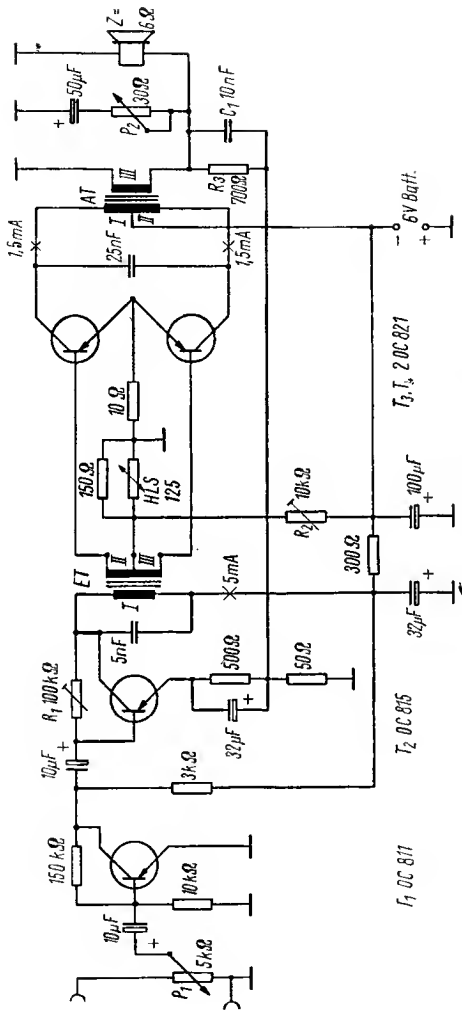 P₁
5kΩ
10µF
+
150 kΩ
10kΩ
T₁ OC 811
10µF
+
3kΩ
R₁ 100kΩ
T₂ OC 815
32µF
+
500Ω
50Ω
5nF
I
ET
II
III
5mA
32µF
+
300Ω
150Ω
HLS
125
10Ω
R₂
10kΩ
100µF
+
T₃,T₄ 2 OC 821
1,5mA
25nF
1,5mA
I
II
AT
III
6V Batt.
-
+
R₃
700Ω
C₁ 10nF
P₂
30Ω
50µF
+
Z =
6Ω